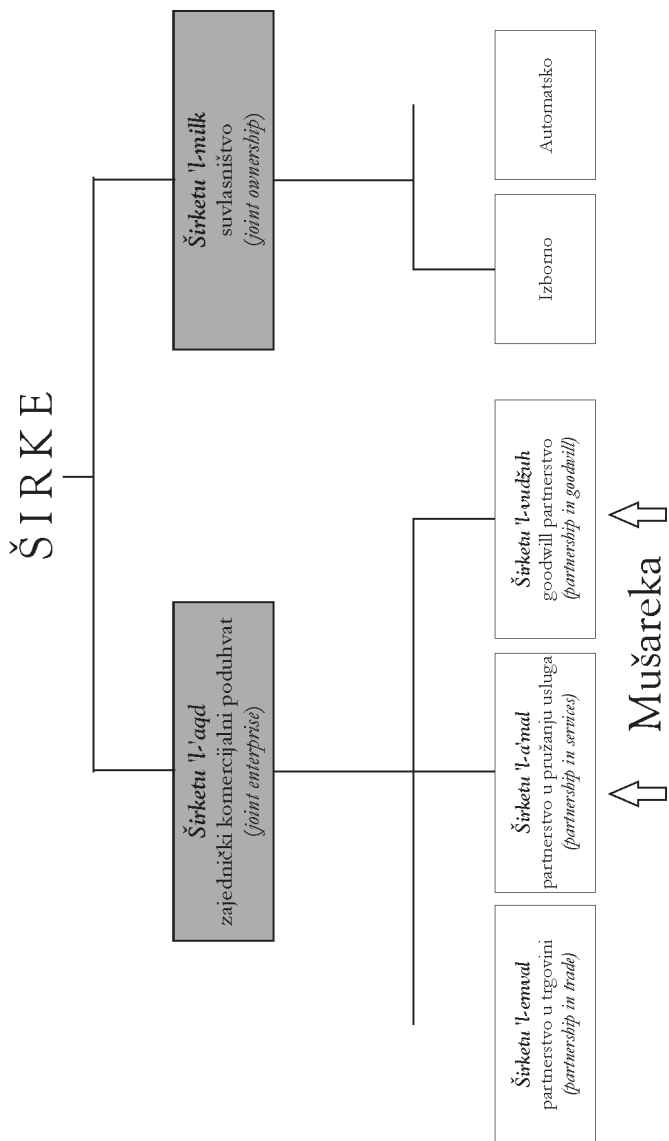 ŠIRKE
Širketu 'l-'aqd
zajednički komercijalni poduhvat
(joint enterprise)
Širketu 'l-milk
suvlasništvo
(joint ownership)
Širketu 'l-emval
partnerstvo u trgovini
(partnership in trade)
Širketu 'l-a'mal
partnerstvo u pružanju usluga
(partnership in services)
Širketu 'l-vudžuh
goodwill partnerstvo
(partnership in goodwill)
Izborno
Automatsko
Mušareka